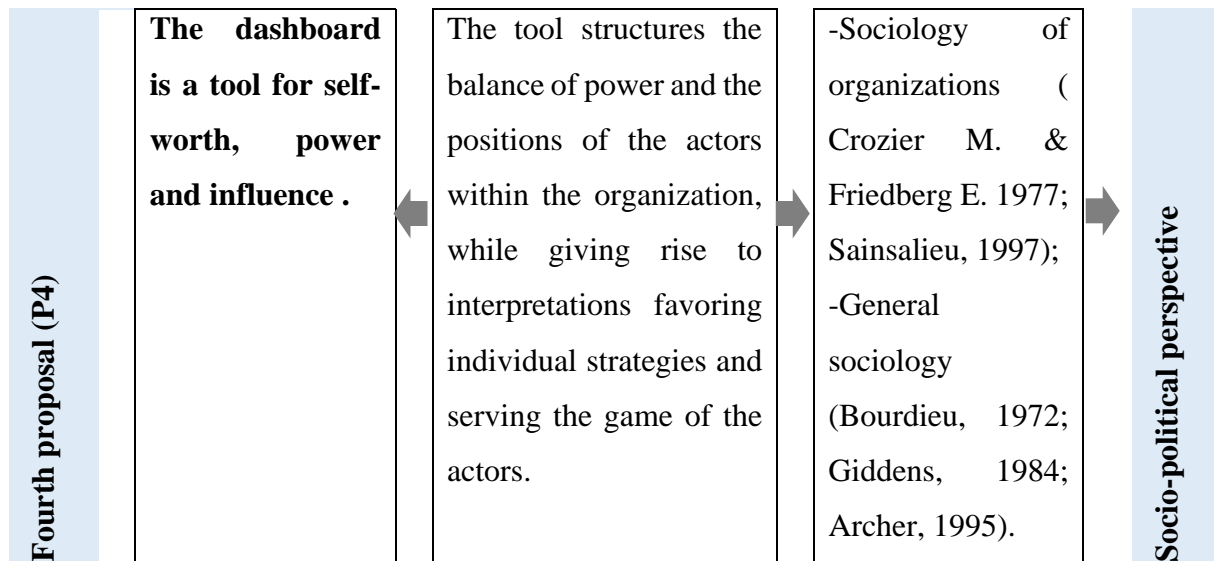 Fourth proposal (P4)
The dashboard
is a tool for self-
worth, power
and influence .
The tool structures the
balance of power and the
positions of the actors
within the organization,
while giving rise to
interpretations favoring
individual strategies and
serving the game of the
actors.
-Sociology of
organizations (
Crozier M. &
Friedberg E. 1977;
Sainsalieu, 1997);
-General
sociology
(Bourdieu, 1972;
Giddens, 1984;
Archer, 1995).
Socio-political perspective